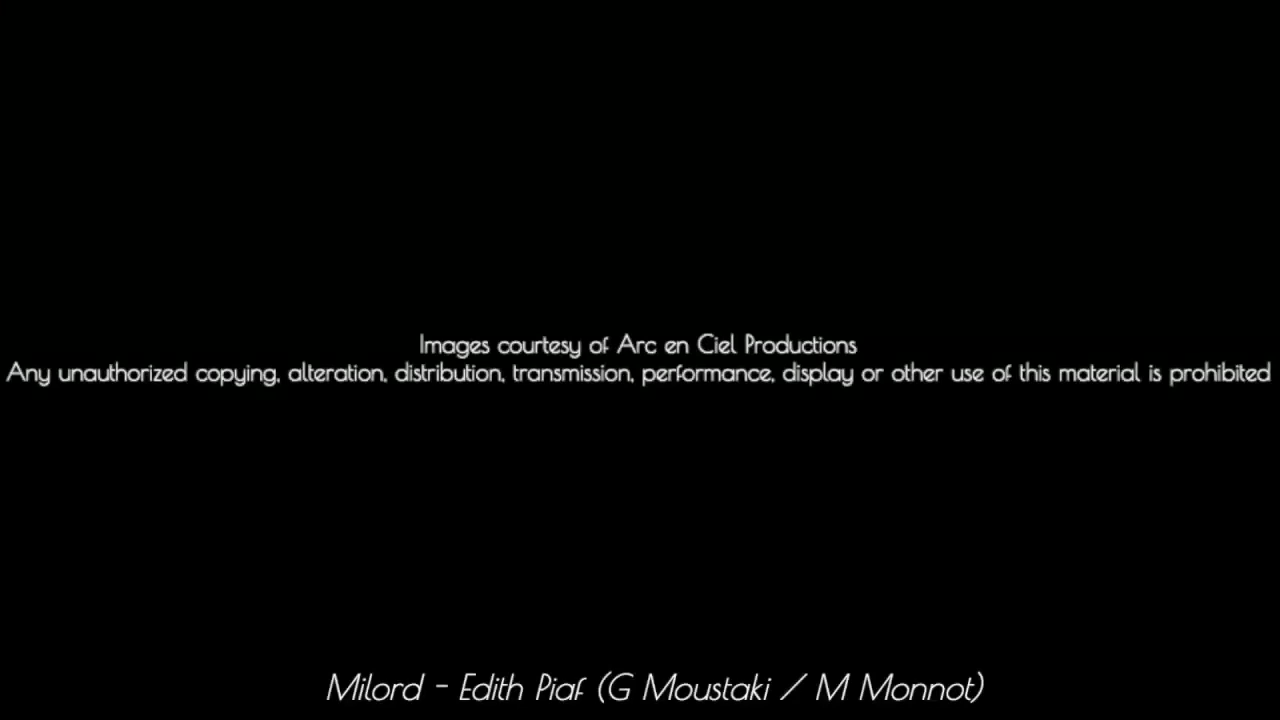 Images courtesy of Arc en Ciel Productions
Any unauthorized copying, alteration, distribution, transmission, performance, display or other use of this material is prohibited
Milord - Edith Piaf (G Moustaki / M Monnot)